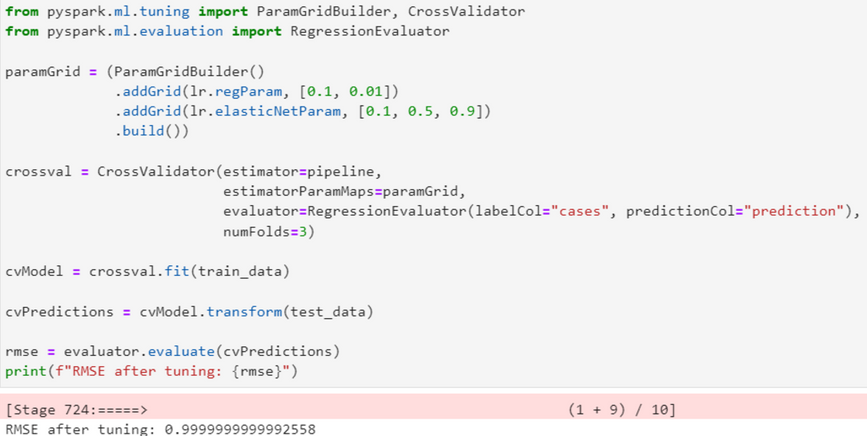 from pyspark.ml.tuning import ParamGridBuilder, CrossValidator
from pyspark.ml.evaluation import RegressionEvaluator
paramGrid = (ParamGridBuilder()
.addGrid(lr.regParam, [0.1, 0.01])
.addGrid(lr.elasticNetParam, [0.1, 0.5, 0.9])
.build())
crossval = CrossValidator(estimator=pipeline,
estimatorParamMaps=paramGrid,
evaluator=RegressionEvaluator(labelCol="cases", predictionCol="prediction"),
numFolds=3)
cvModel = crossval.fit(train_data)
cvPredictions = cvModel.transform(test_data)
rmse = evaluator.evaluate(cvPredictions)
print(f"RMSE after tuning: {rmse}")
[Stage 724:=====> (1 + 9) / 10]
RMSE after tuning: 0.9999999999992558